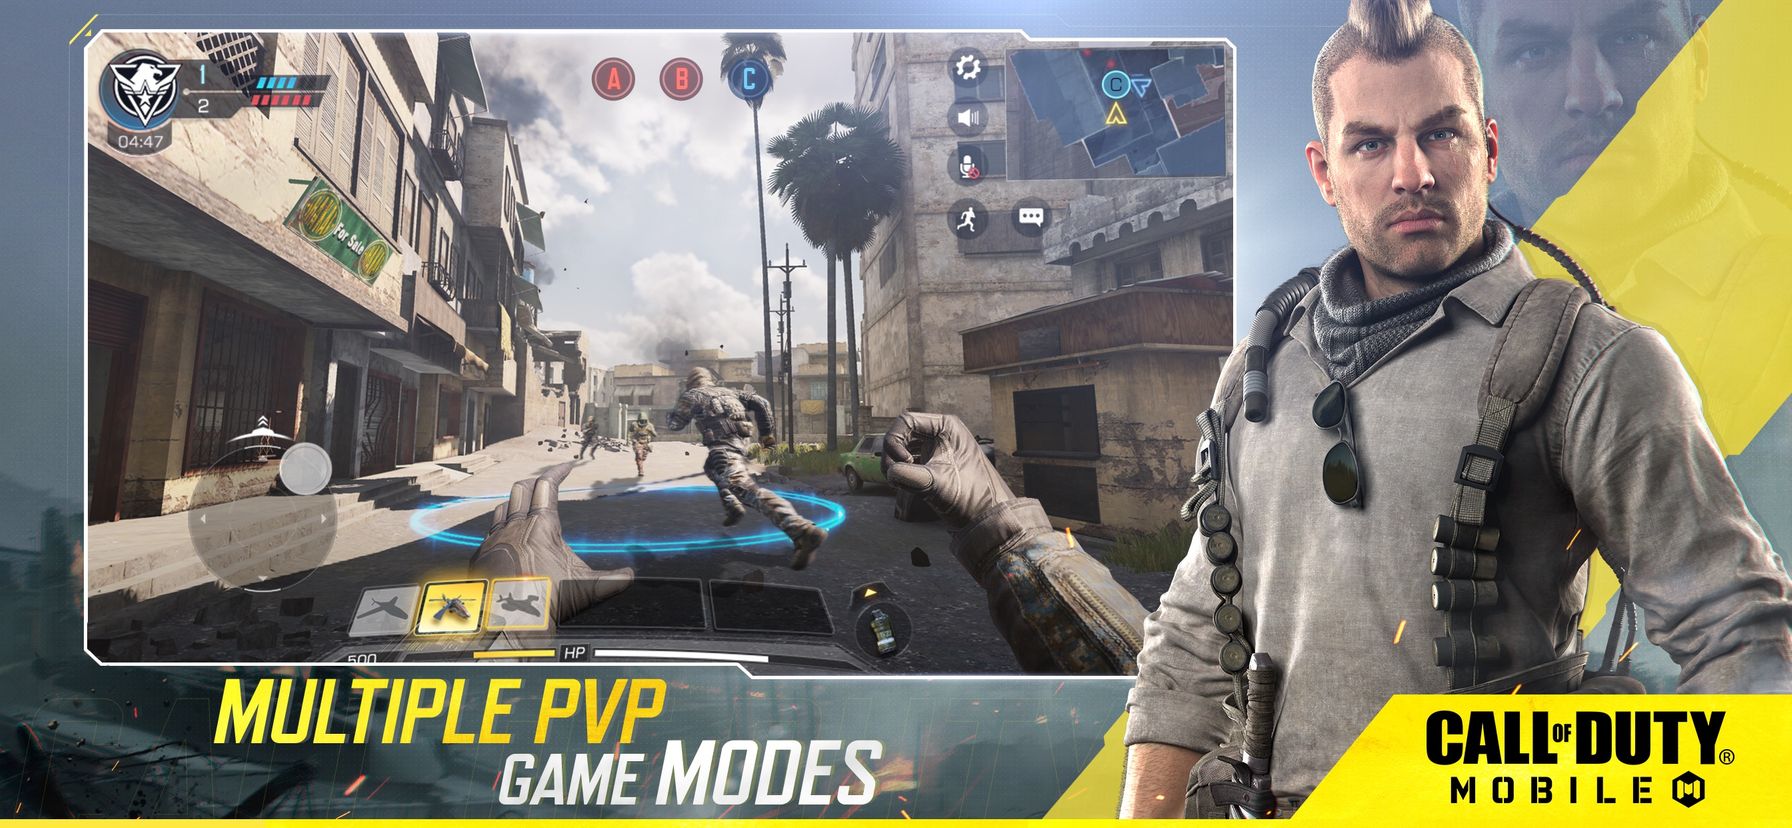 1
2
04:47
A
B
C
C
For Sale
500
HP
MULTIPLE PVP
GAME MODES
CALL OF DUTY®
MOBILE